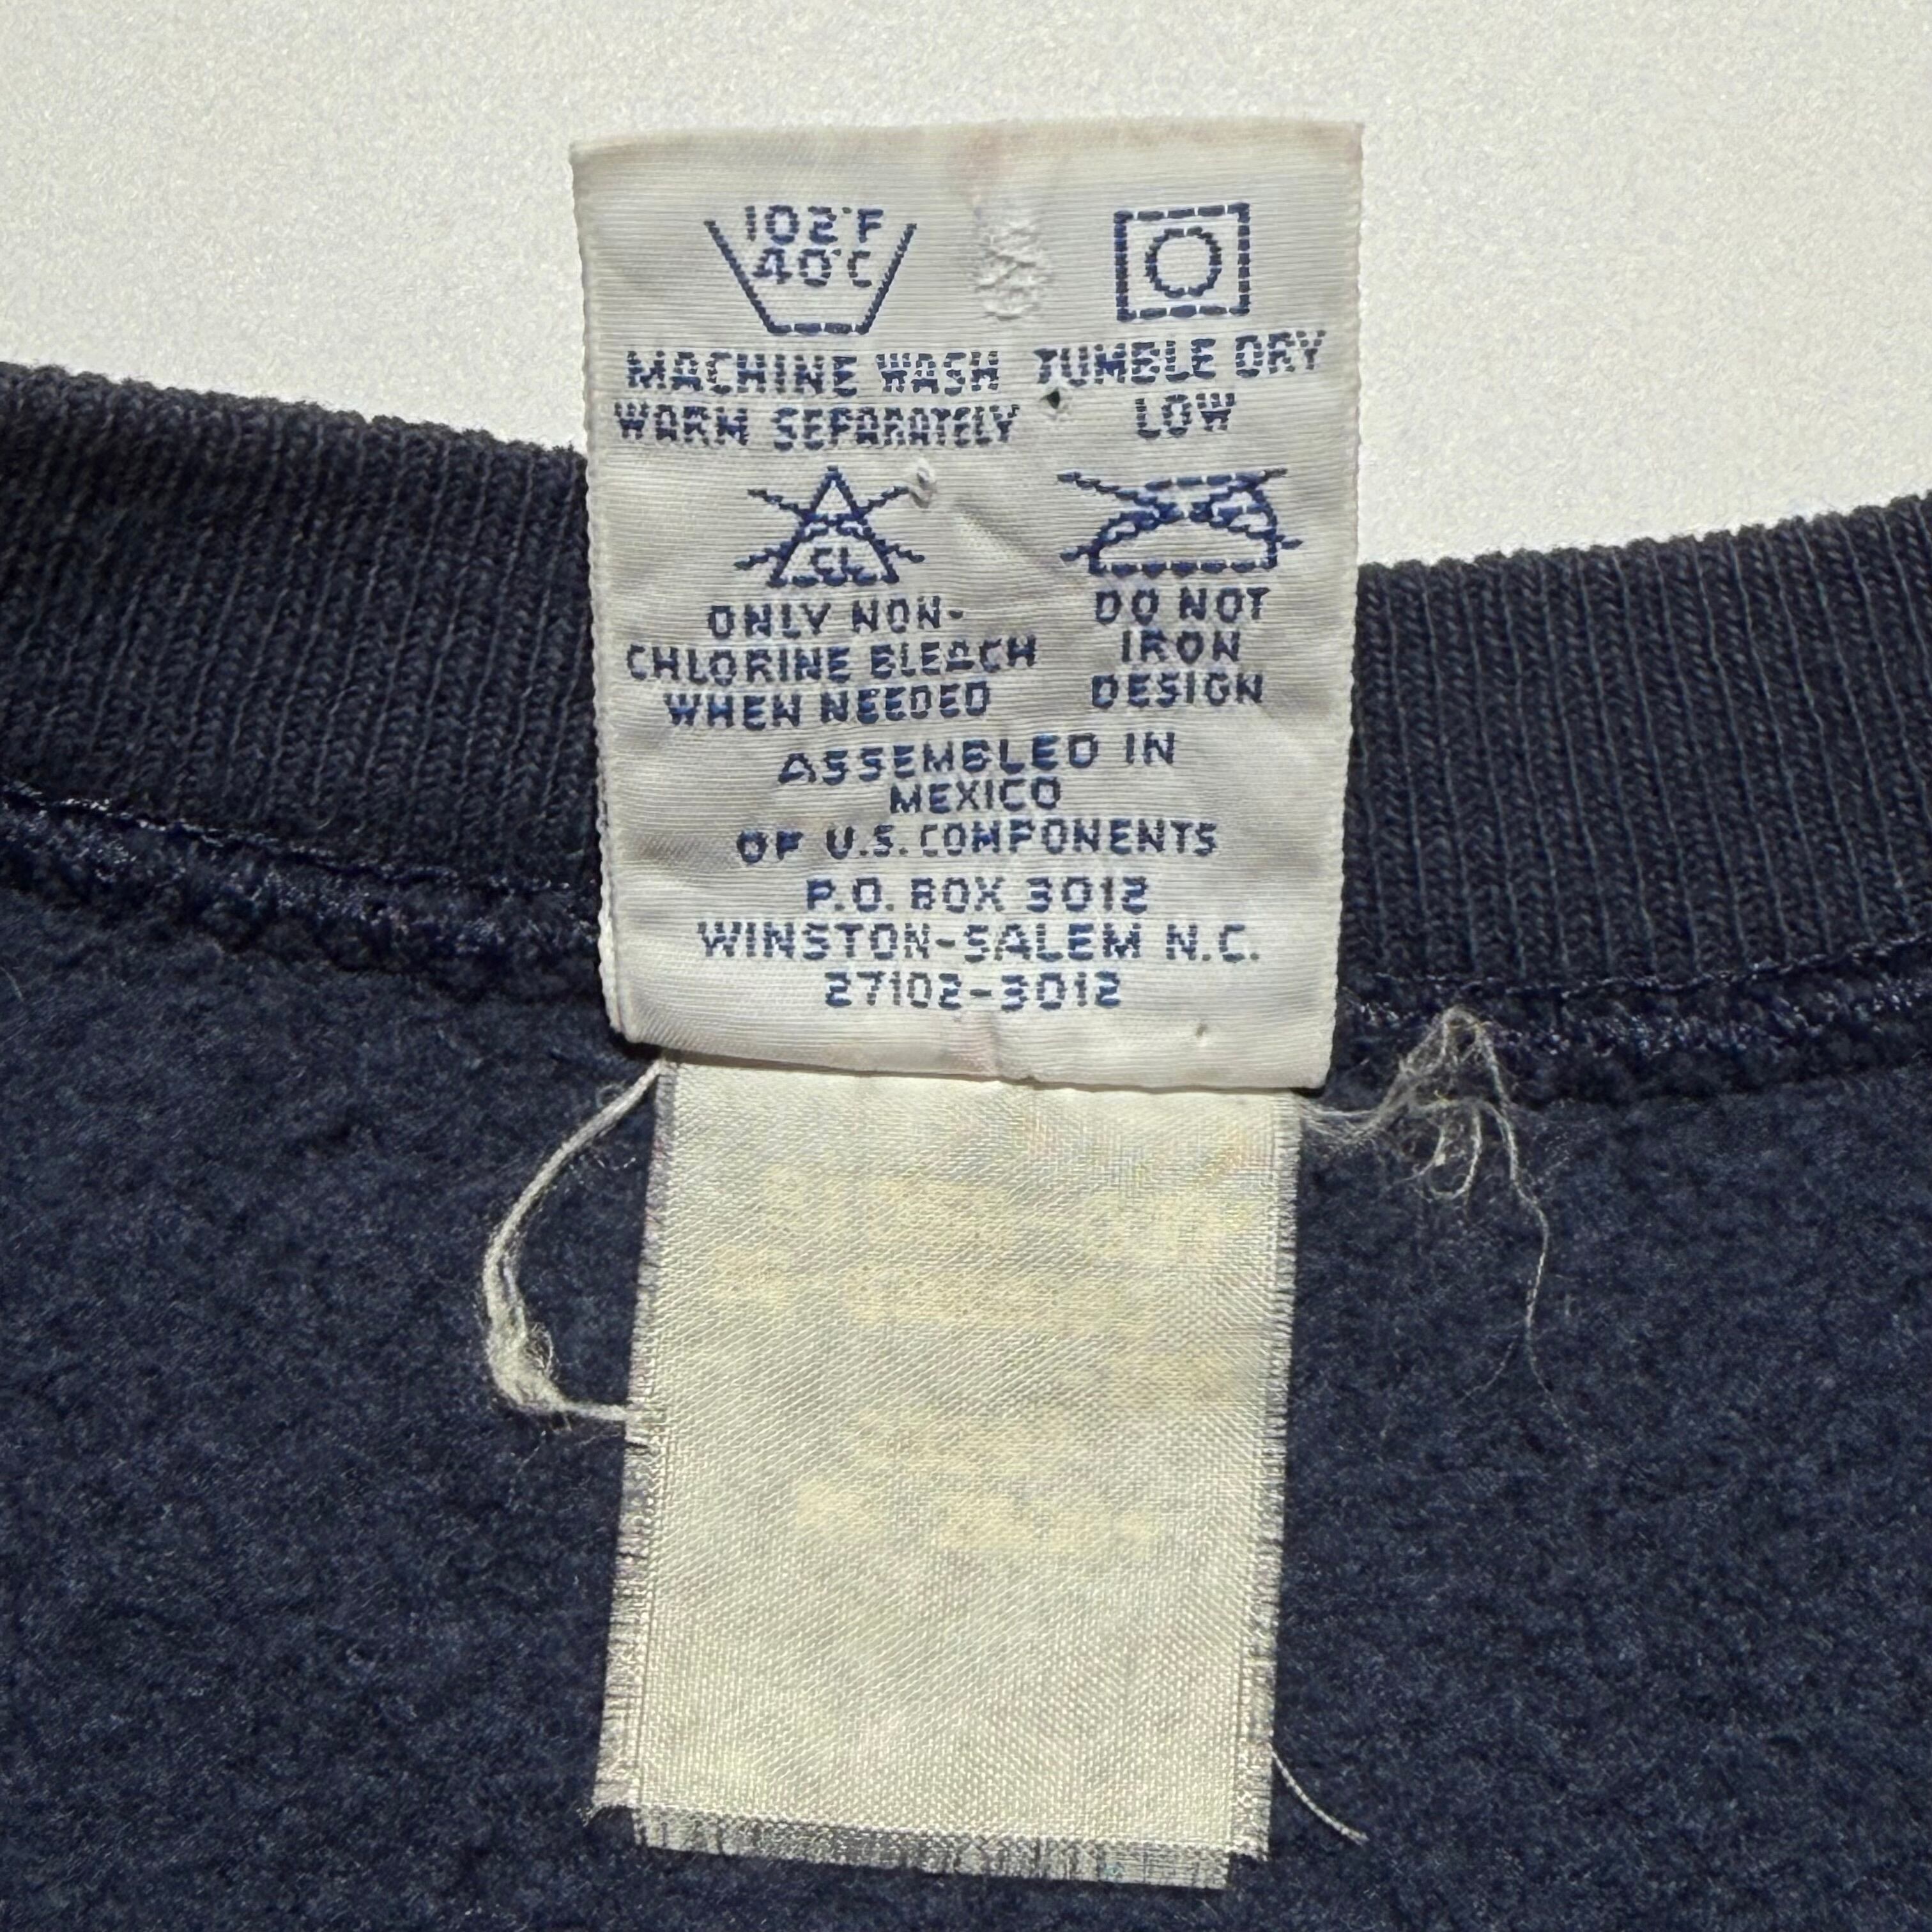 102°F
40°C
MACHINE WASH
WARM SEPARATELY
TUMBLE DRY
LOW
CL
ONLY NON-
CHLORINE BLEACH
WHEN NEEDED
DO NOT
IRON
DESIGN
ASSEMBLED IN
MEXICO
OF U.S. COMPONENTS
P.O. BOX 3012
WINSTON-SALEM N.C.
27102-3012